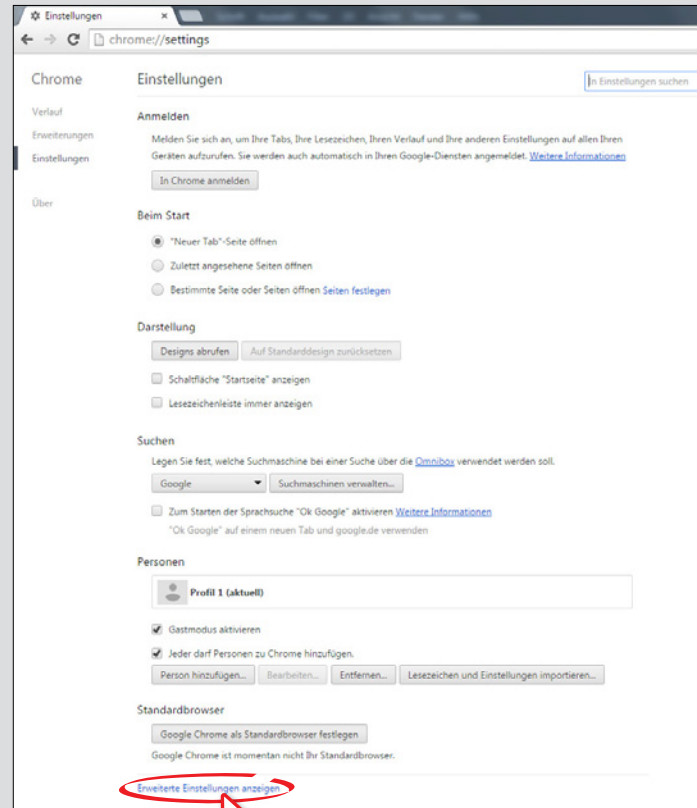 Einstellungen
chrome://settings
Chrome
Einstellungen
In Einstellungen suchen
Verlauf
Erweiterungen
Einstellungen
Über
Anmelden
Melden Sie sich an, um Ihre Tabs, Ihre Lesezeichen, Ihren Verlauf und Ihre anderen Einstellungen auf allen Ihren
Geräten aufzurufen. Sie werden auch automatisch in Ihren Google-Diensten angemeldet. Weitere Informationen
In Chrome anmelden
Beim Start
"Neuer Tab"-Seite öffnen
Zuletzt angesehene Seiten öffnen
Bestimmte Seite oder Seiten öffnen Seiten festlegen
Darstellung
Designs abrufen Auf Standarddesign zurücksetzen
Schaltfläche "Startseite" anzeigen
Lesezeichenleiste immer anzeigen
Suchen
Legen Sie fest, welche Suchmaschine bei einer Suche über die Omnibox verwendet werden soll.
Google Suchmaschinen verwalten...
Zum Starten der Sprachsuche "Ok Google" aktivieren Weitere Informationen
"Ok Google" auf einem neuen Tab und google.de verwenden
Personen
Profil 1 (aktuell)
Gastmodus aktivieren
Jeder darf Personen zu Chrome hinzufügen.
Person hinzufügen... Bearbeiten... Entfernen... Lesezeichen und Einstellungen importieren...
Standardbrowser
Google Chrome als Standardbrowser festlegen
Google Chrome ist momentan nicht Ihr Standardbrowser.
Erweiterte Einstellungen anzeigen